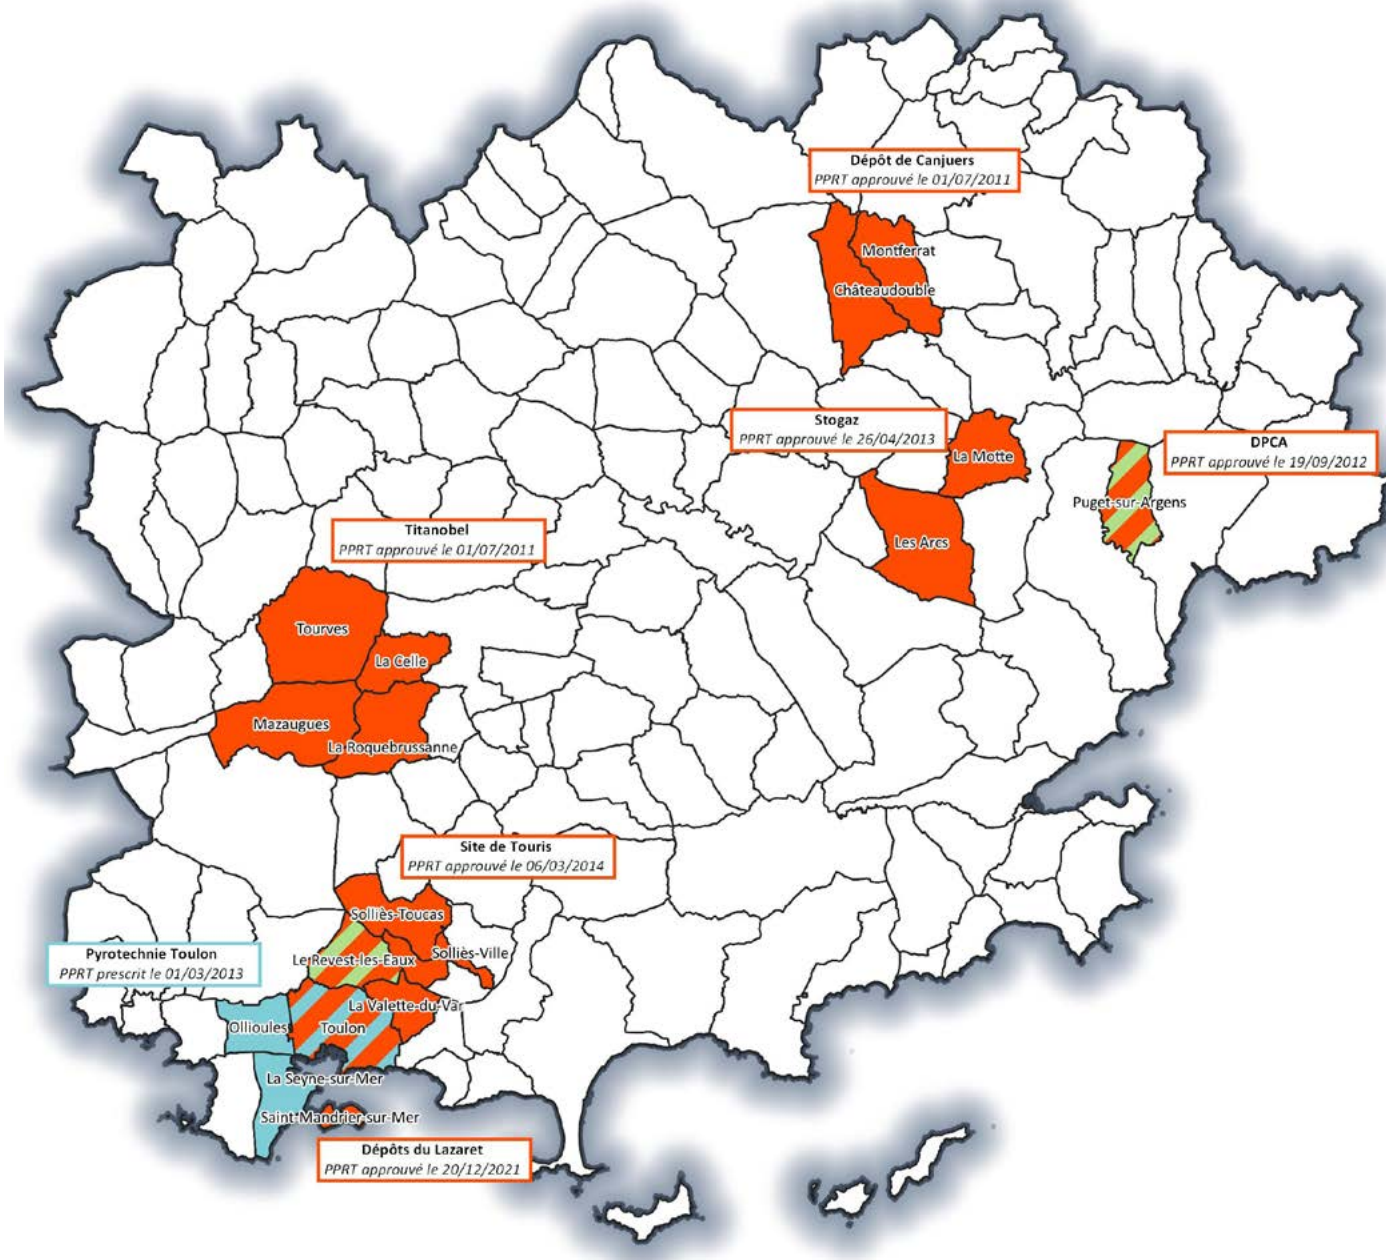 Dépôt de Canjuers
PPRT approuvé le 01/07/2011
Montferrat
Châteaudouble
Stogaz
PPRT approuvé le 26/04/2013
La Motte
DPCA
PPRT approuvé le 19/09/2012
Puget-sur-Argens
Les Arcs
Titanobel
PPRT approuvé le 01/07/2011
Tourves
La Celle
Mazaugues
La Roquebrussanne
Site de Touris
PPRT approuvé le 06/03/2014
Solliès-Toucas
Solliès-Ville
Le Revest-les-Eaux
Pyrotechnie Toulon
PPRT prescrit le 01/03/2013
La Valette-du-Var
Ollioules
Toulon
La Seyne-sur-Mer
Saint-Mandrier-sur-Mer
Dépôts du Lazaret
PPRT approuvé le 20/12/2021